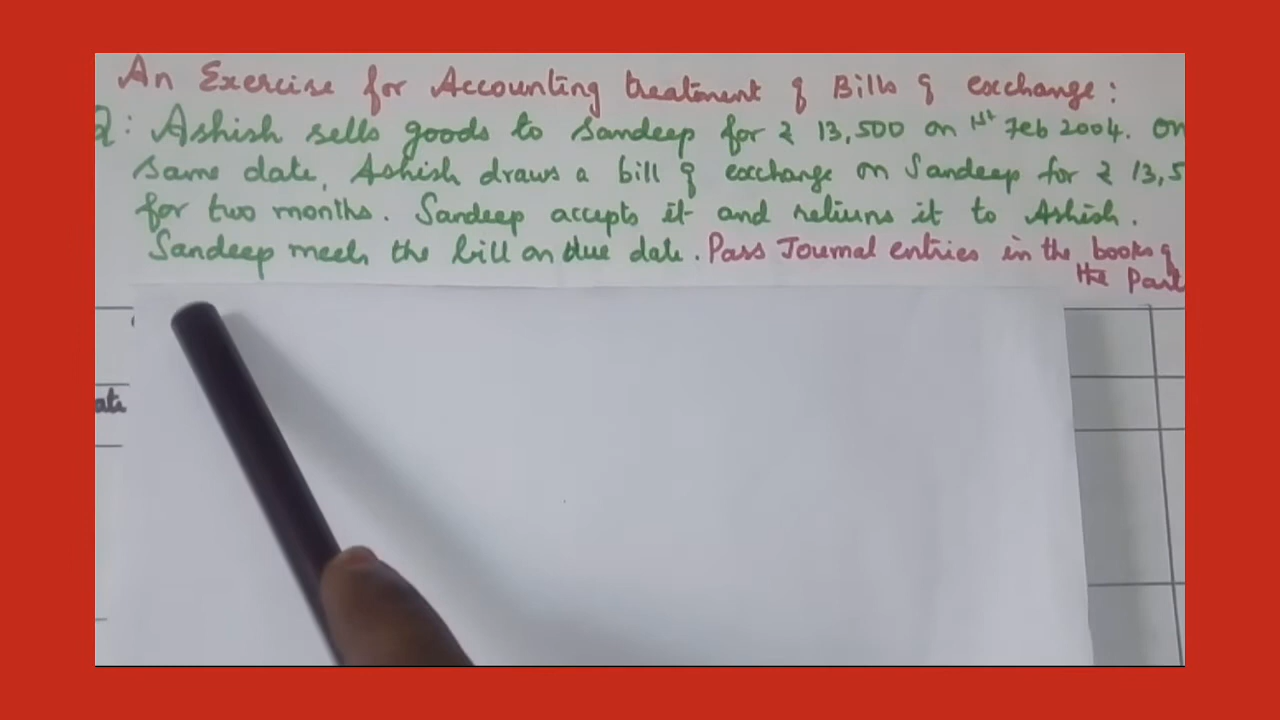 An Exercise for Accounting treatment of Bills of exchange:
Q: Ashish sells goods to Sandeep for ₹ 13,500 on 1st Feb 2004. On
same date, Ashish draws a bill of exchange on Sandeep for ₹ 13,5
for two months. Sandeep accepts it and returns it to Ashish.
Sandeep meets the bill on due date. Pass Journal entries in the books of
the Part
ate